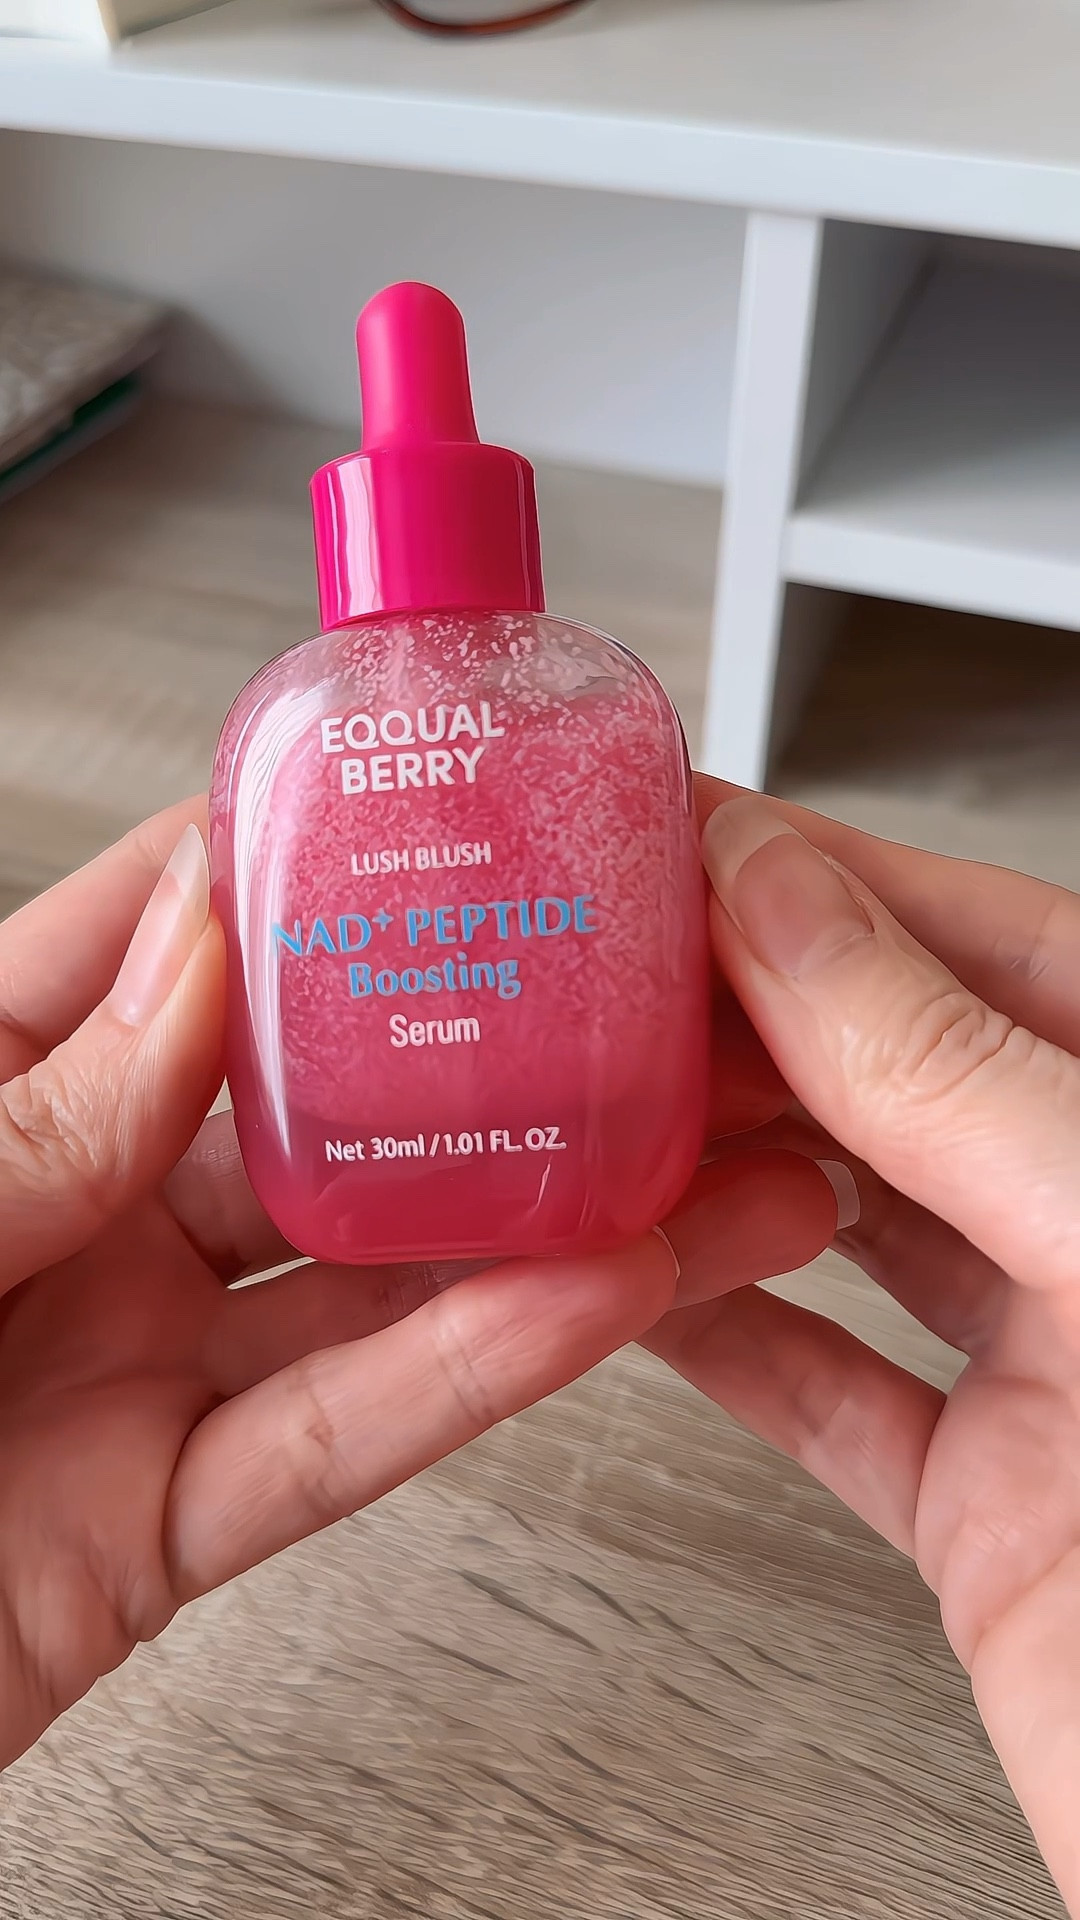 EQQUAL
BERRY
LUSH BLUSH
NAD⁺ PEPTIDE
Boosting
Serum
Net 30ml / 1.01 FL. OZ.